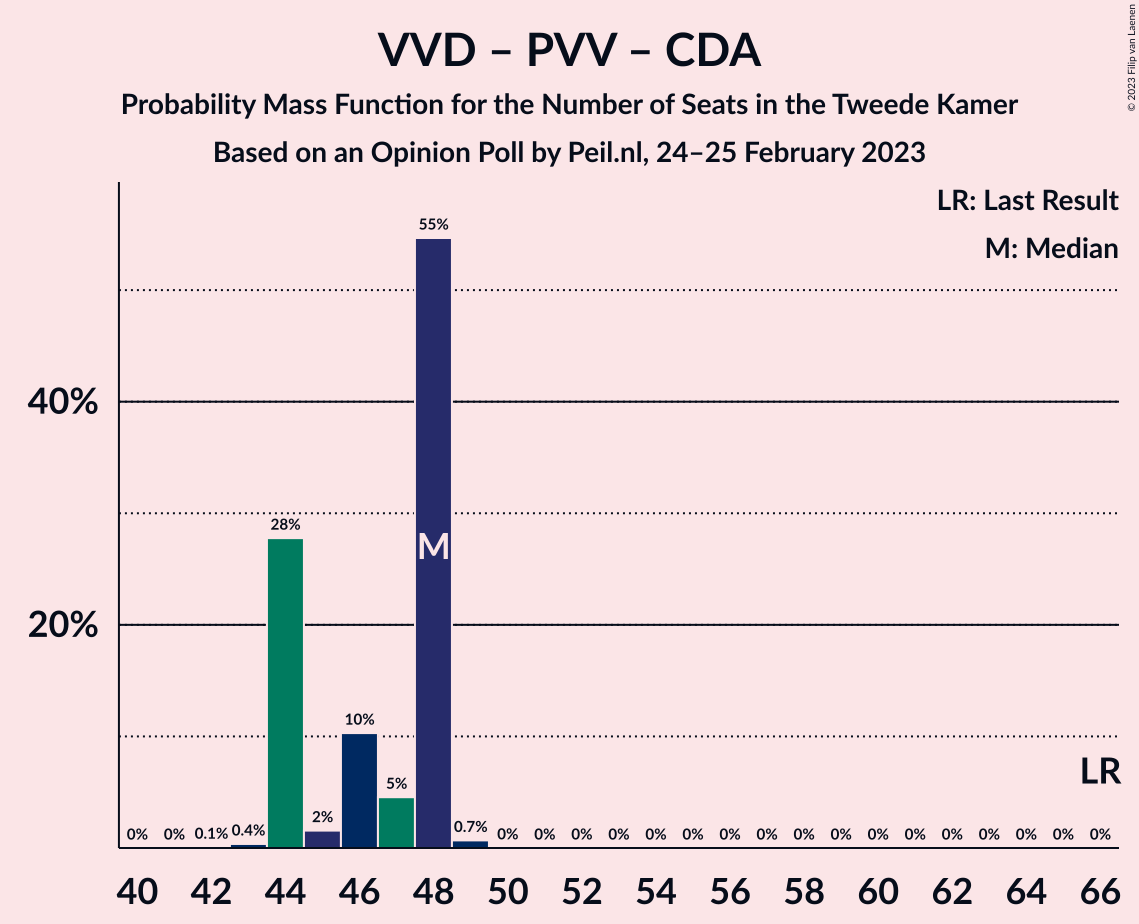 VVD – PVV – CDA
Probability Mass Function for the Number of Seats in the Tweede Kamer
Based on an Opinion Poll by Peil.nl, 24–25 February 2023
© 2023 Filip van Laenen
LR: Last Result
M: Median
55%
40%
M
28%
20%
10%
LR
5%
2%
0% 0% 0.1% 0.4% 0.7% 0% 0% 0% 0% 0% 0% 0% 0% 0% 0% 0% 0% 0% 0% 0% 0% 0%
40 42 44 46 48 50 52 54 56 58 60 62 64 66